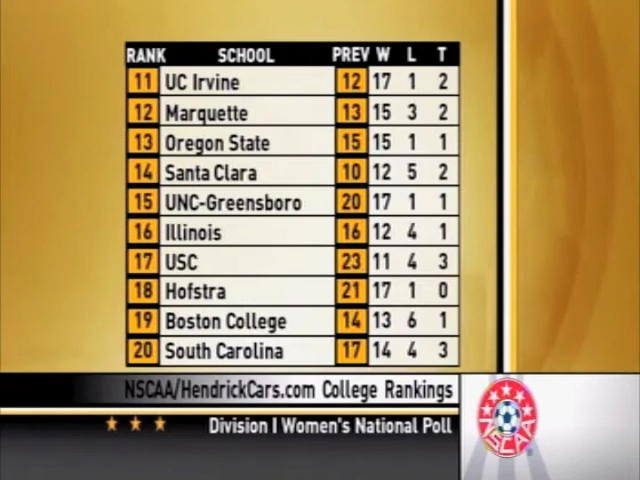 RANK SCHOOL PREV W L T
11 UC Irvine 12 17 1 2
12 Marquette 13 15 3 2
13 Oregon State 15 15 1 1
14 Santa Clara 10 12 5 2
15 UNC-Greensboro 20 17 1 1
16 Illinois 16 12 4 1
17 USC 23 11 4 3
18 Hofstra 21 17 1 0
19 Boston College 14 13 6 1
20 South Carolina 17 14 4 3
NSCAA/HendrickCars.com College Rankings
Division I Women's National Poll
NSCAA